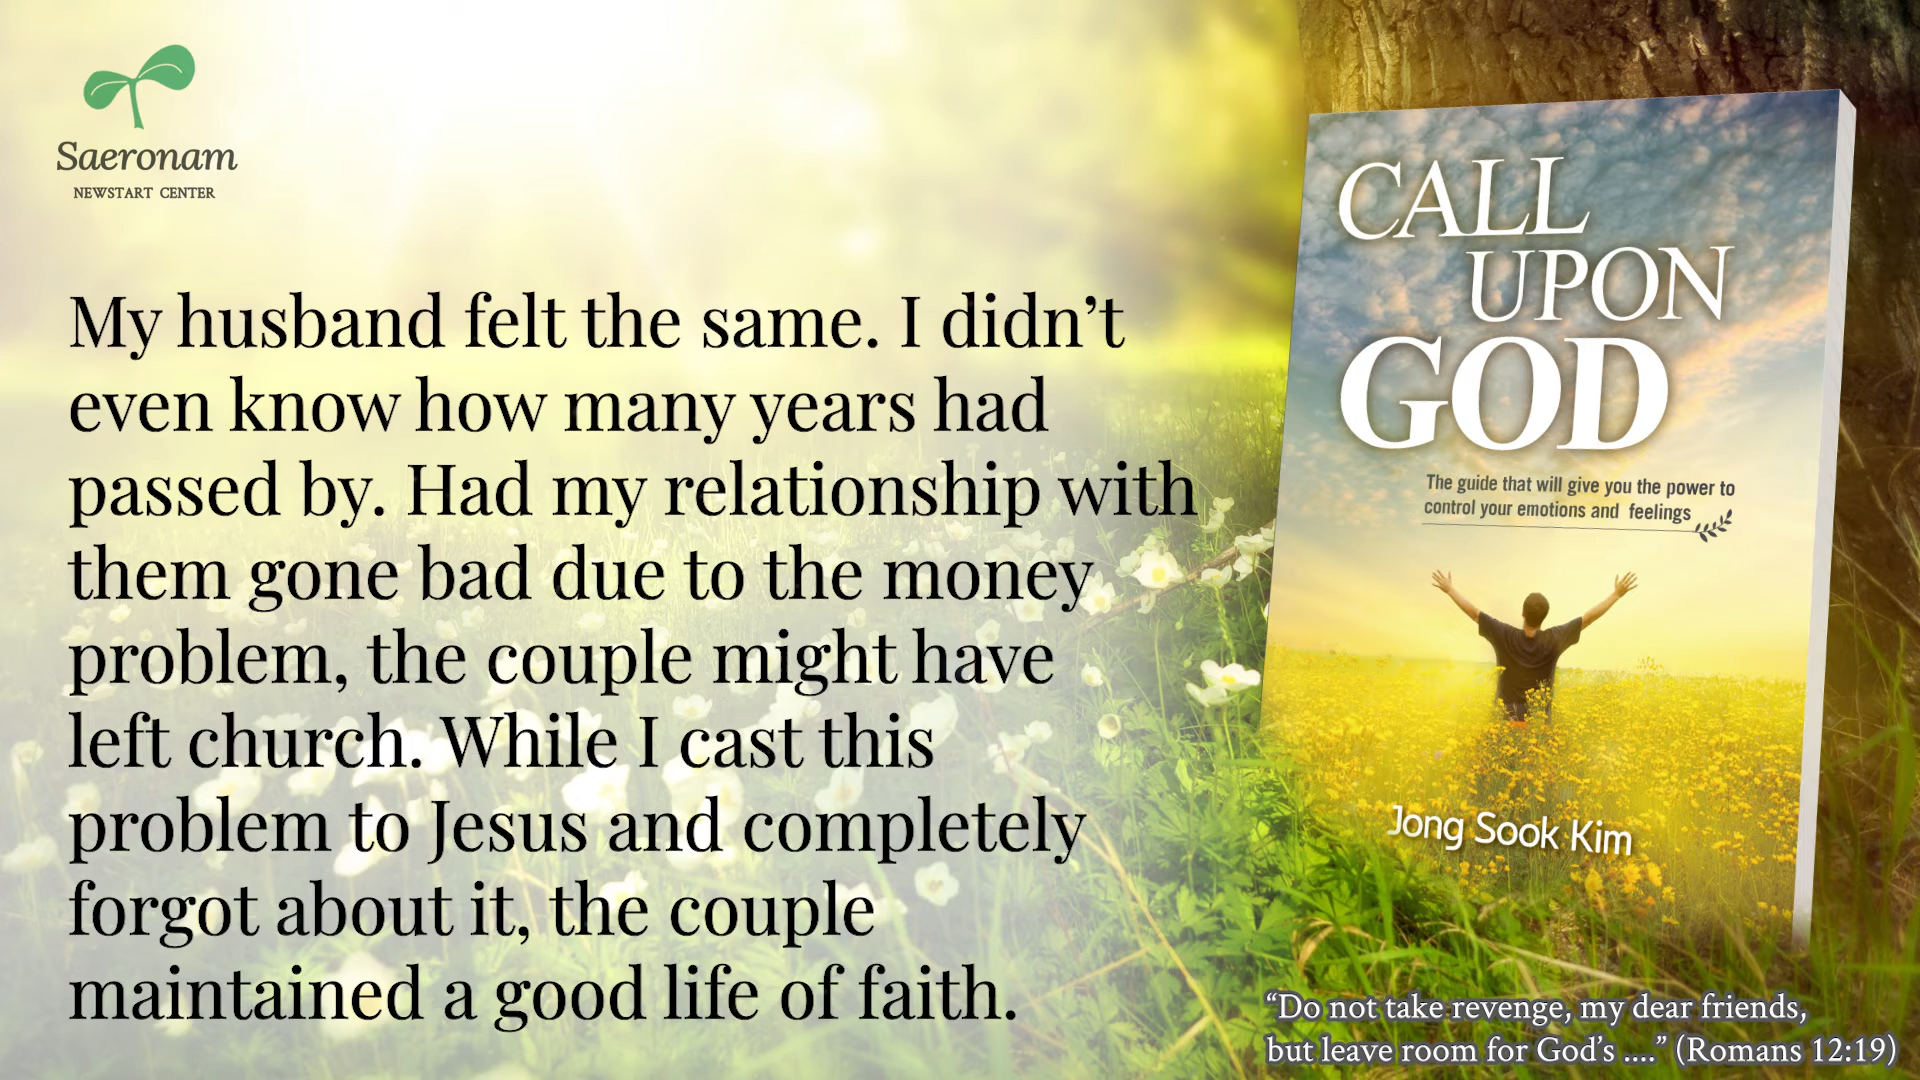 Saeronam
NEWSTART CENTER
My husband felt the same. I didn’t
even know how many years had
passed by. Had my relationship with
them gone bad due to the money
problem, the couple might have
left church. While I cast this
problem to Jesus and completely
forgot about it, the couple
maintained a good life of faith.
CALL
UPON
GOD
The guide that will give you the power to
control your emotions and feelings
Jong Sook Kim
“Do not take revenge, my dear friends,
but leave room for God’s ....” (Romans 12:19)